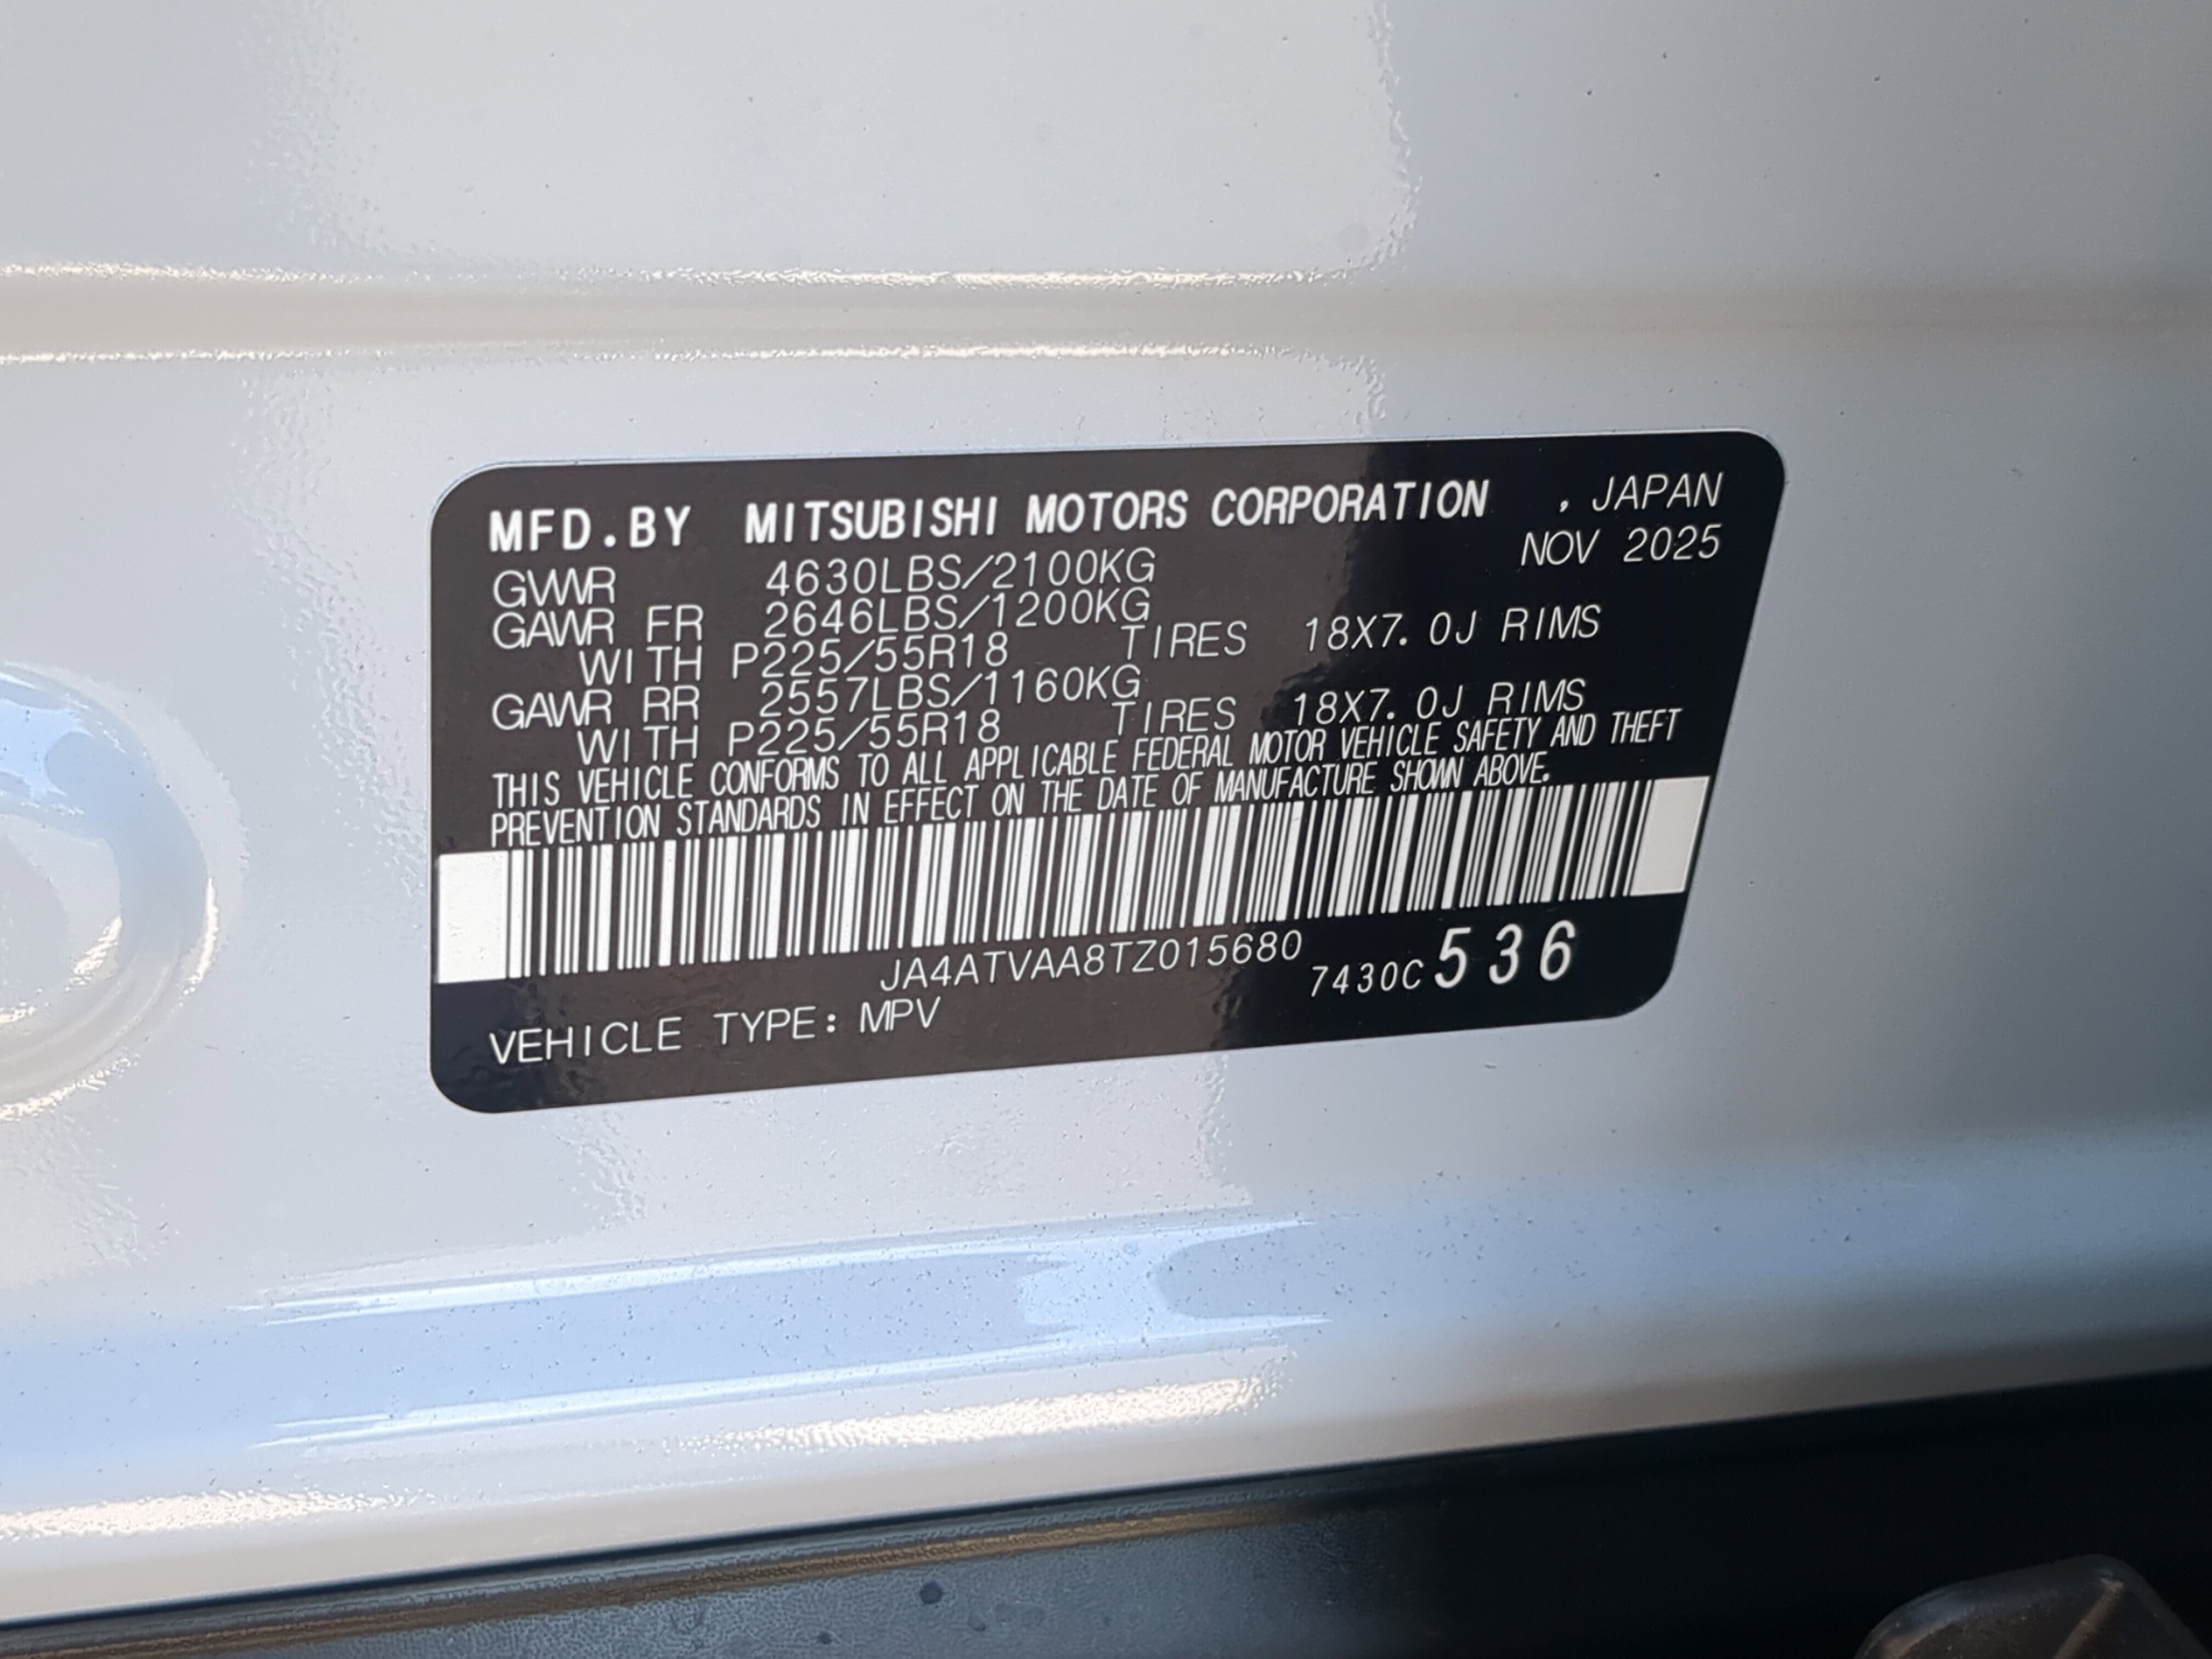 MFD.BY MITSUBISHI MOTORS CORPORATION , JAPAN
NOV 2025
GVWR 4630LBS/2100KG
GAWR FR 2646LBS/1200KG
WITH P225/55R18 TIRES 18X7.0J RIMS
GAWR RR 2557LBS/1160KG
WITH P225/55R18 TIRES 18X7.0J RIMS
THIS VEHICLE CONFORMS TO ALL APPLICABLE FEDERAL MOTOR VEHICLE SAFETY AND THEFT
PREVENTION STANDARDS IN EFFECT ON THE DATE OF MANUFACTURE SHOWN ABOVE.
JA4ATVAA8TZ015680
7430C536
VEHICLE TYPE: MPV